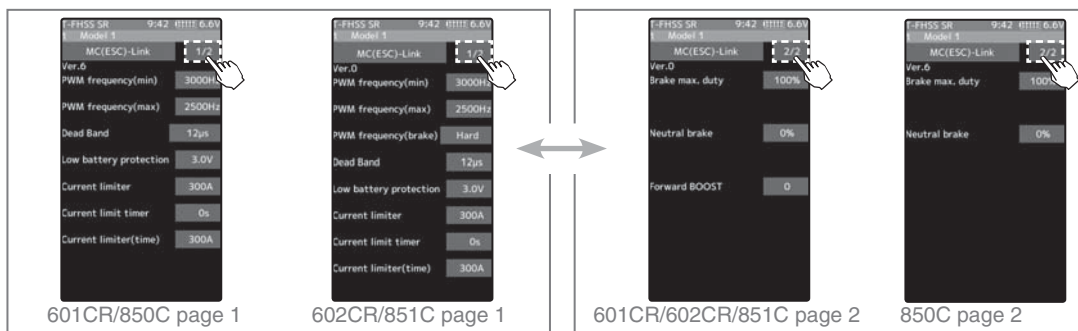 T-FHSS SR 9:42 6.6V
1 Model 1
MC(ESC)-Link 1/2
Ver.6
PWM frequency(min) 3000Hz
PWM frequency(max) 2500Hz
Dead Band 12µs
Low battery protection 3.0V
Current limiter 300A
Current limit timer 0s
Current limiter(time) 300A
601CR/850C page 1
T-FHSS SR 9:42 6.6V
1 Model 1
MC(ESC)-Link 1/2
Ver.0
PWM frequency(min) 3000Hz
PWM frequency(max) 2500Hz
PWM frequency(brake) Hard
Dead Band 12µs
Low battery protection 3.0V
Current limiter 300A
Current limit timer 0s
Current limiter(time) 300A
602CR/851C page 1
T-FHSS SR 9:42 6.6V
1 Model 1
MC(ESC)-Link 2/2
Ver.0
Brake max. duty 100%
Neutral brake 0%
Forward BOOST 0
601CR/602CR/851C page 2
T-FHSS SR 9:42 6.6V
1 Model 1
MC(ESC)-Link 2/2
Ver.6
Brake max. duty 100%
Neutral brake 0%
850C page 2